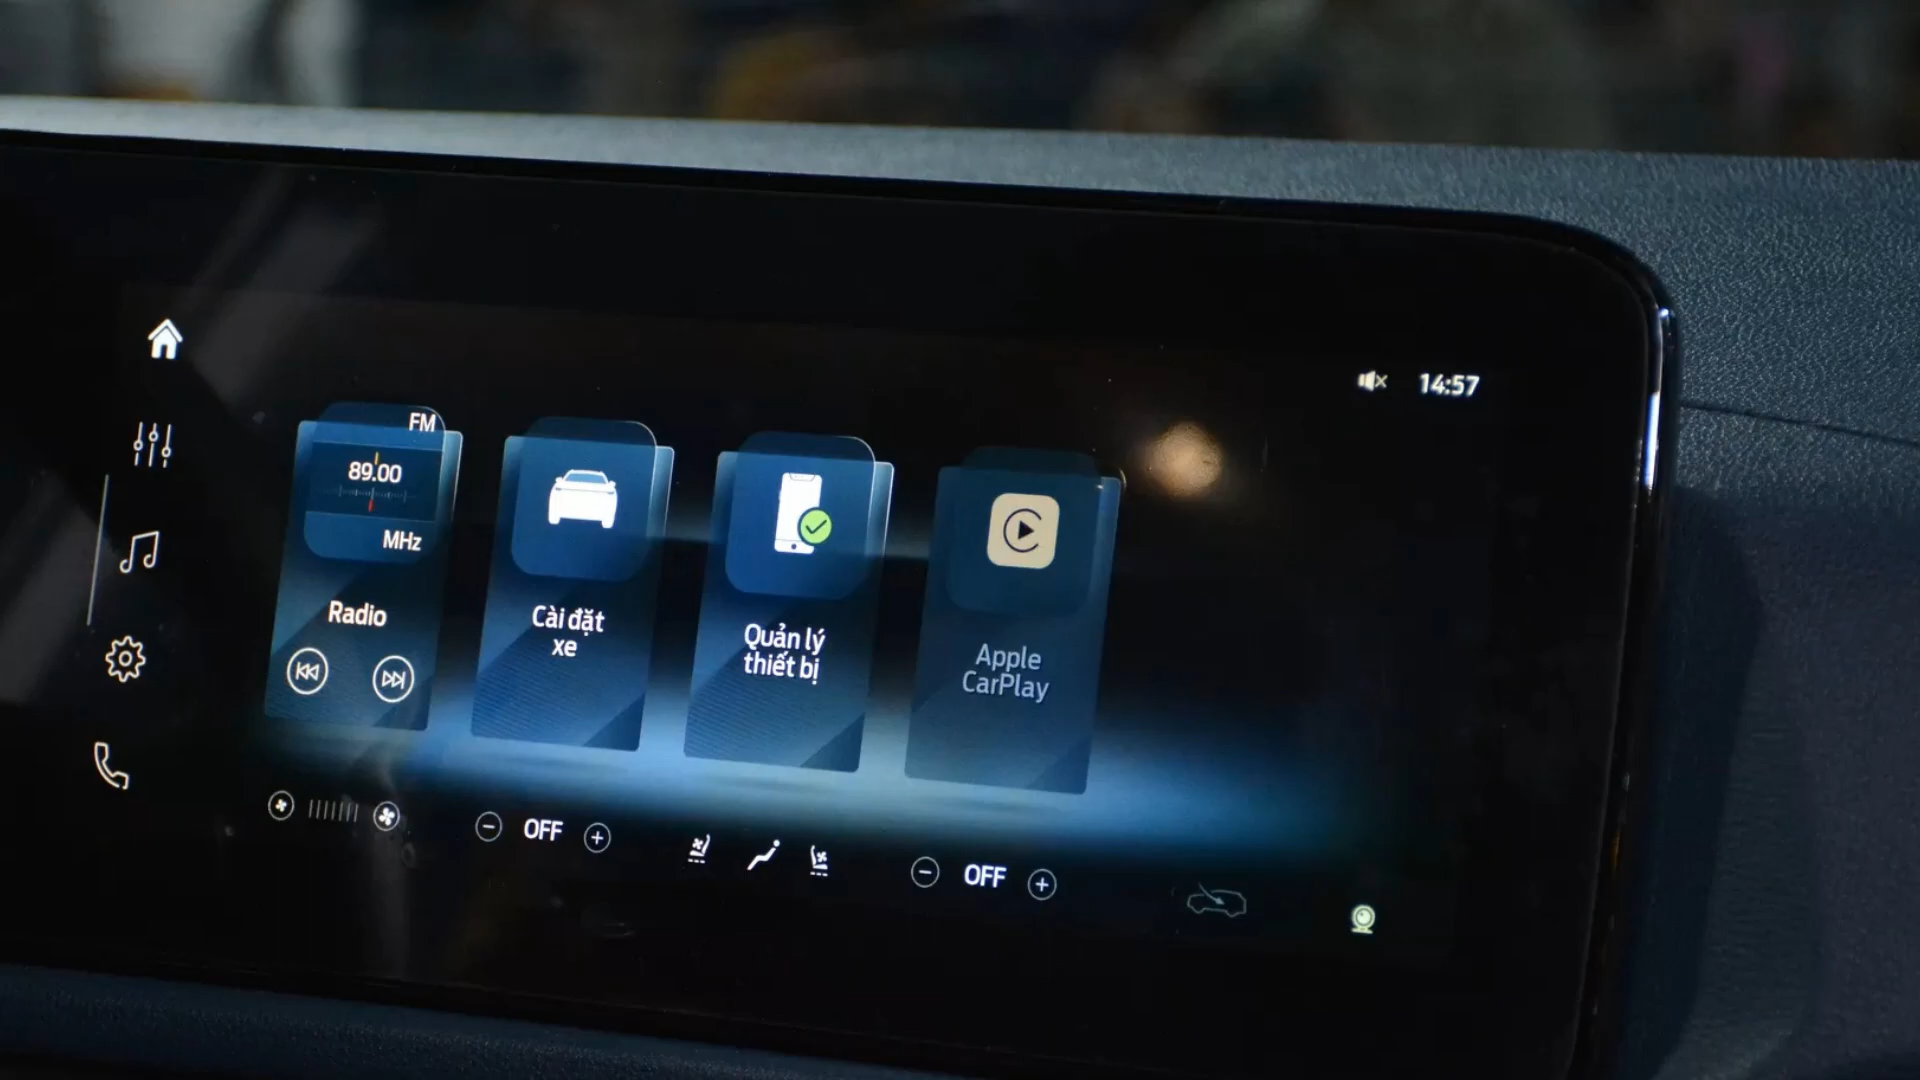 14:57
FM
89.00
MHz
Radio
Cài đặt
xe
Quản lý
thiết bị
Apple
CarPlay
OFF
OFF